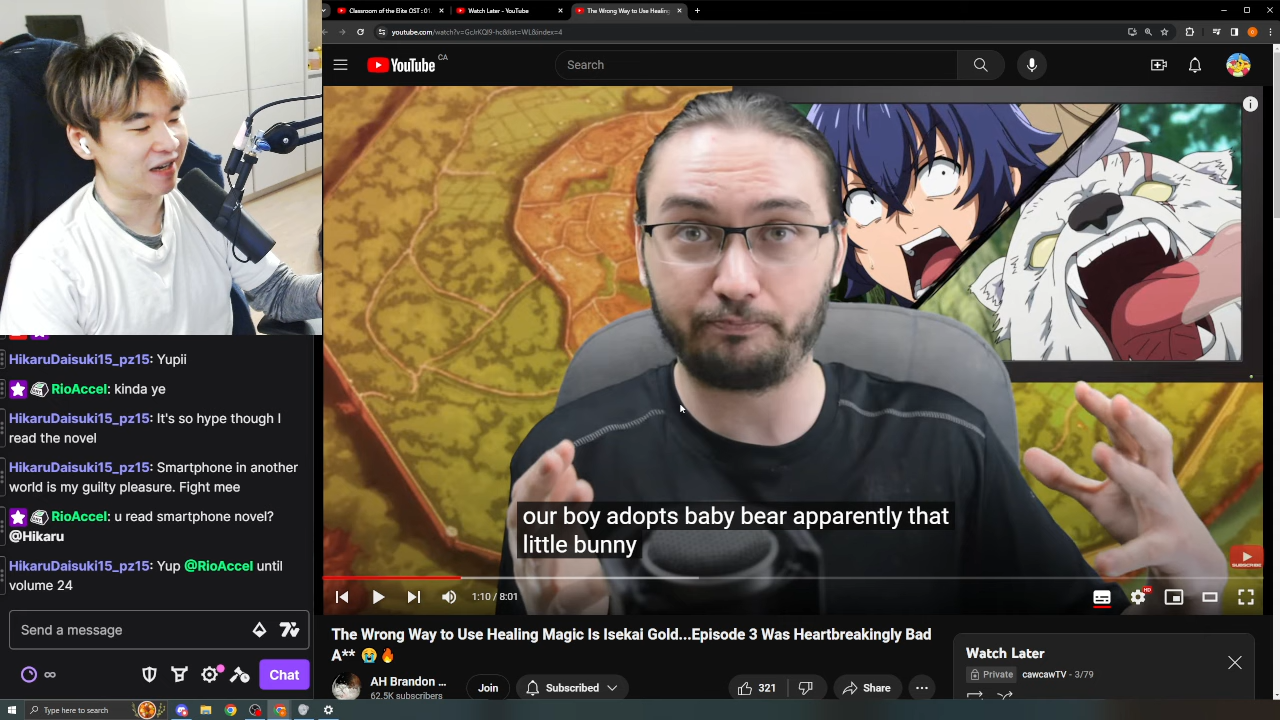 Classroom of the Elite OST : 01.
Watch Later - YouTube
The Wrong Way to Use Healing
youtube.com/watch?v=GcJrKQI9-hc&list=WL&index=4
YouTube CA
Search
HikaruDaisuki15_pz15: Yupii
RioAccel: kinda ye
HikaruDaisuki15_pz15: It's so hype though I
read the novel
HikaruDaisuki15_pz15: Smartphone in another
world is my guilty pleasure. Fight mee
RioAccel: u read smartphone novel?
@Hikaru
HikaruDaisuki15_pz15: Yup @RioAccel until
volume 24
Send a message
Chat
our boy adopts baby bear apparently that
little bunny
SUBSCRIBE
1:10 / 8:01
HD
The Wrong Way to Use Healing Magic Is Isekai Gold...Episode 3 Was Heartbreakingly Bad
A** 😭🔥
AH Brandon ...
62.5K subscribers
Join
Subscribed
321
Share
Watch Later
Private cawcawTV - 3/79
Type here to search